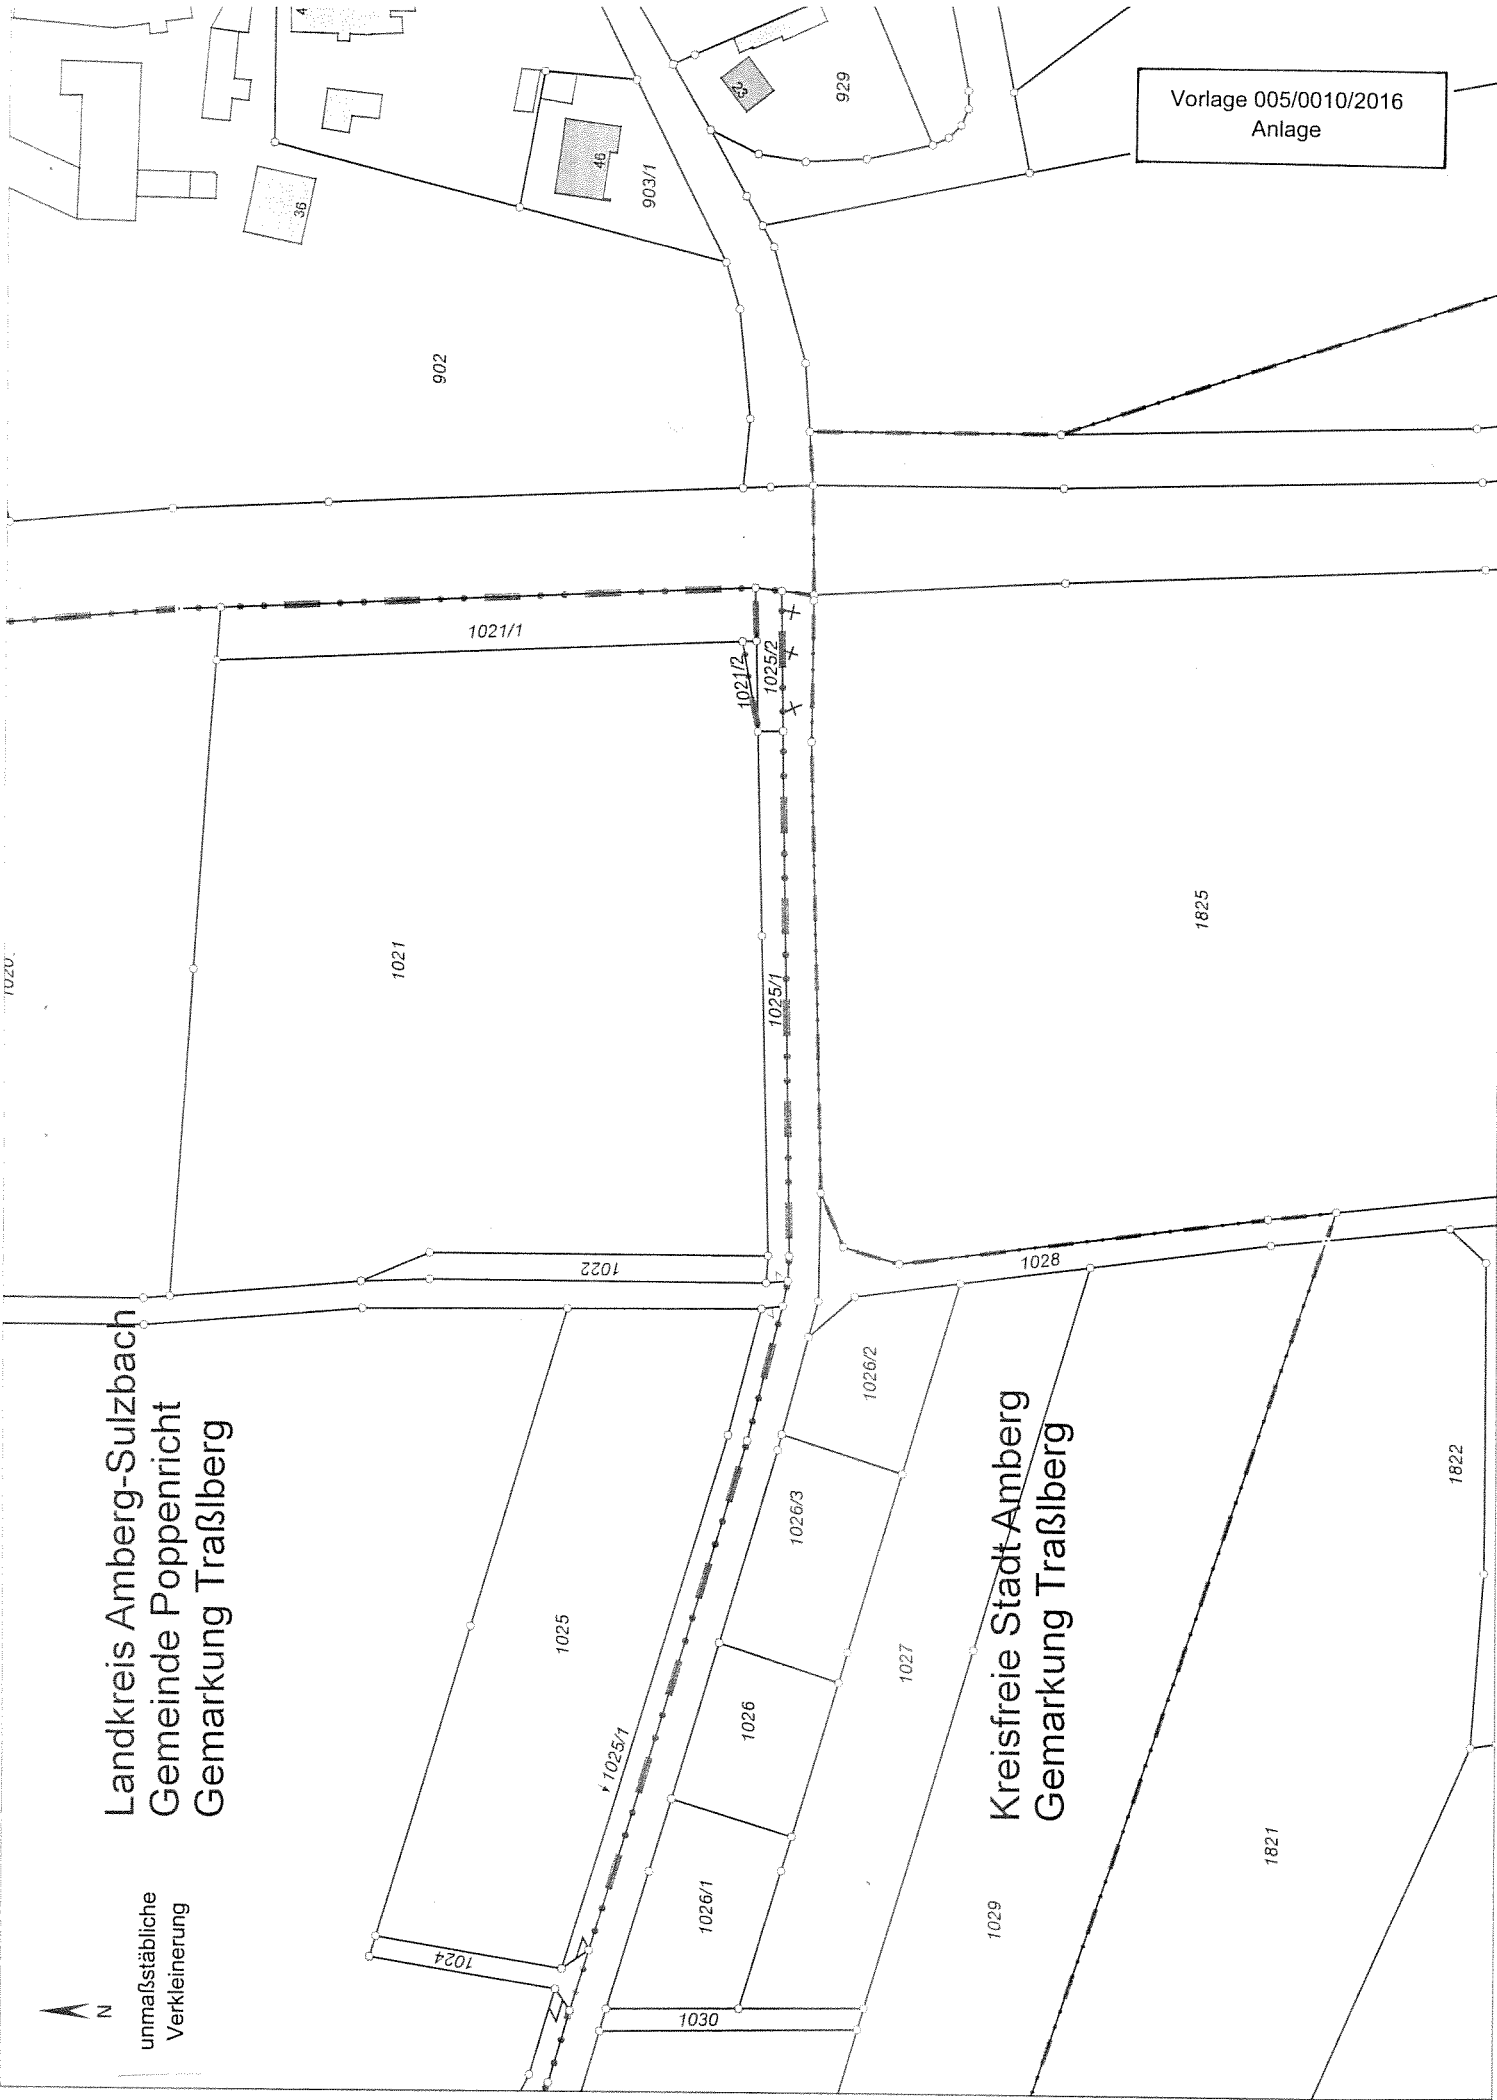 Vorlage 005/0010/2016
Anlage
4
23
929
46
903/1
36
902
1021/1
1021/2
1025/2
1020
1021
1025/1
1825
1022
1028
Landkreis Amberg-Sulzbach
Gemeinde Poppenricht
Gemarkung Traßlberg
1026/2
1026/3
1025
1027
1026
1025/1
Kreisfreie Stadt Amberg
Gemarkung Traßlberg
1822
1821
1026/1
1029
1024
1030
N
unmaßstäbliche
Verkleinerung